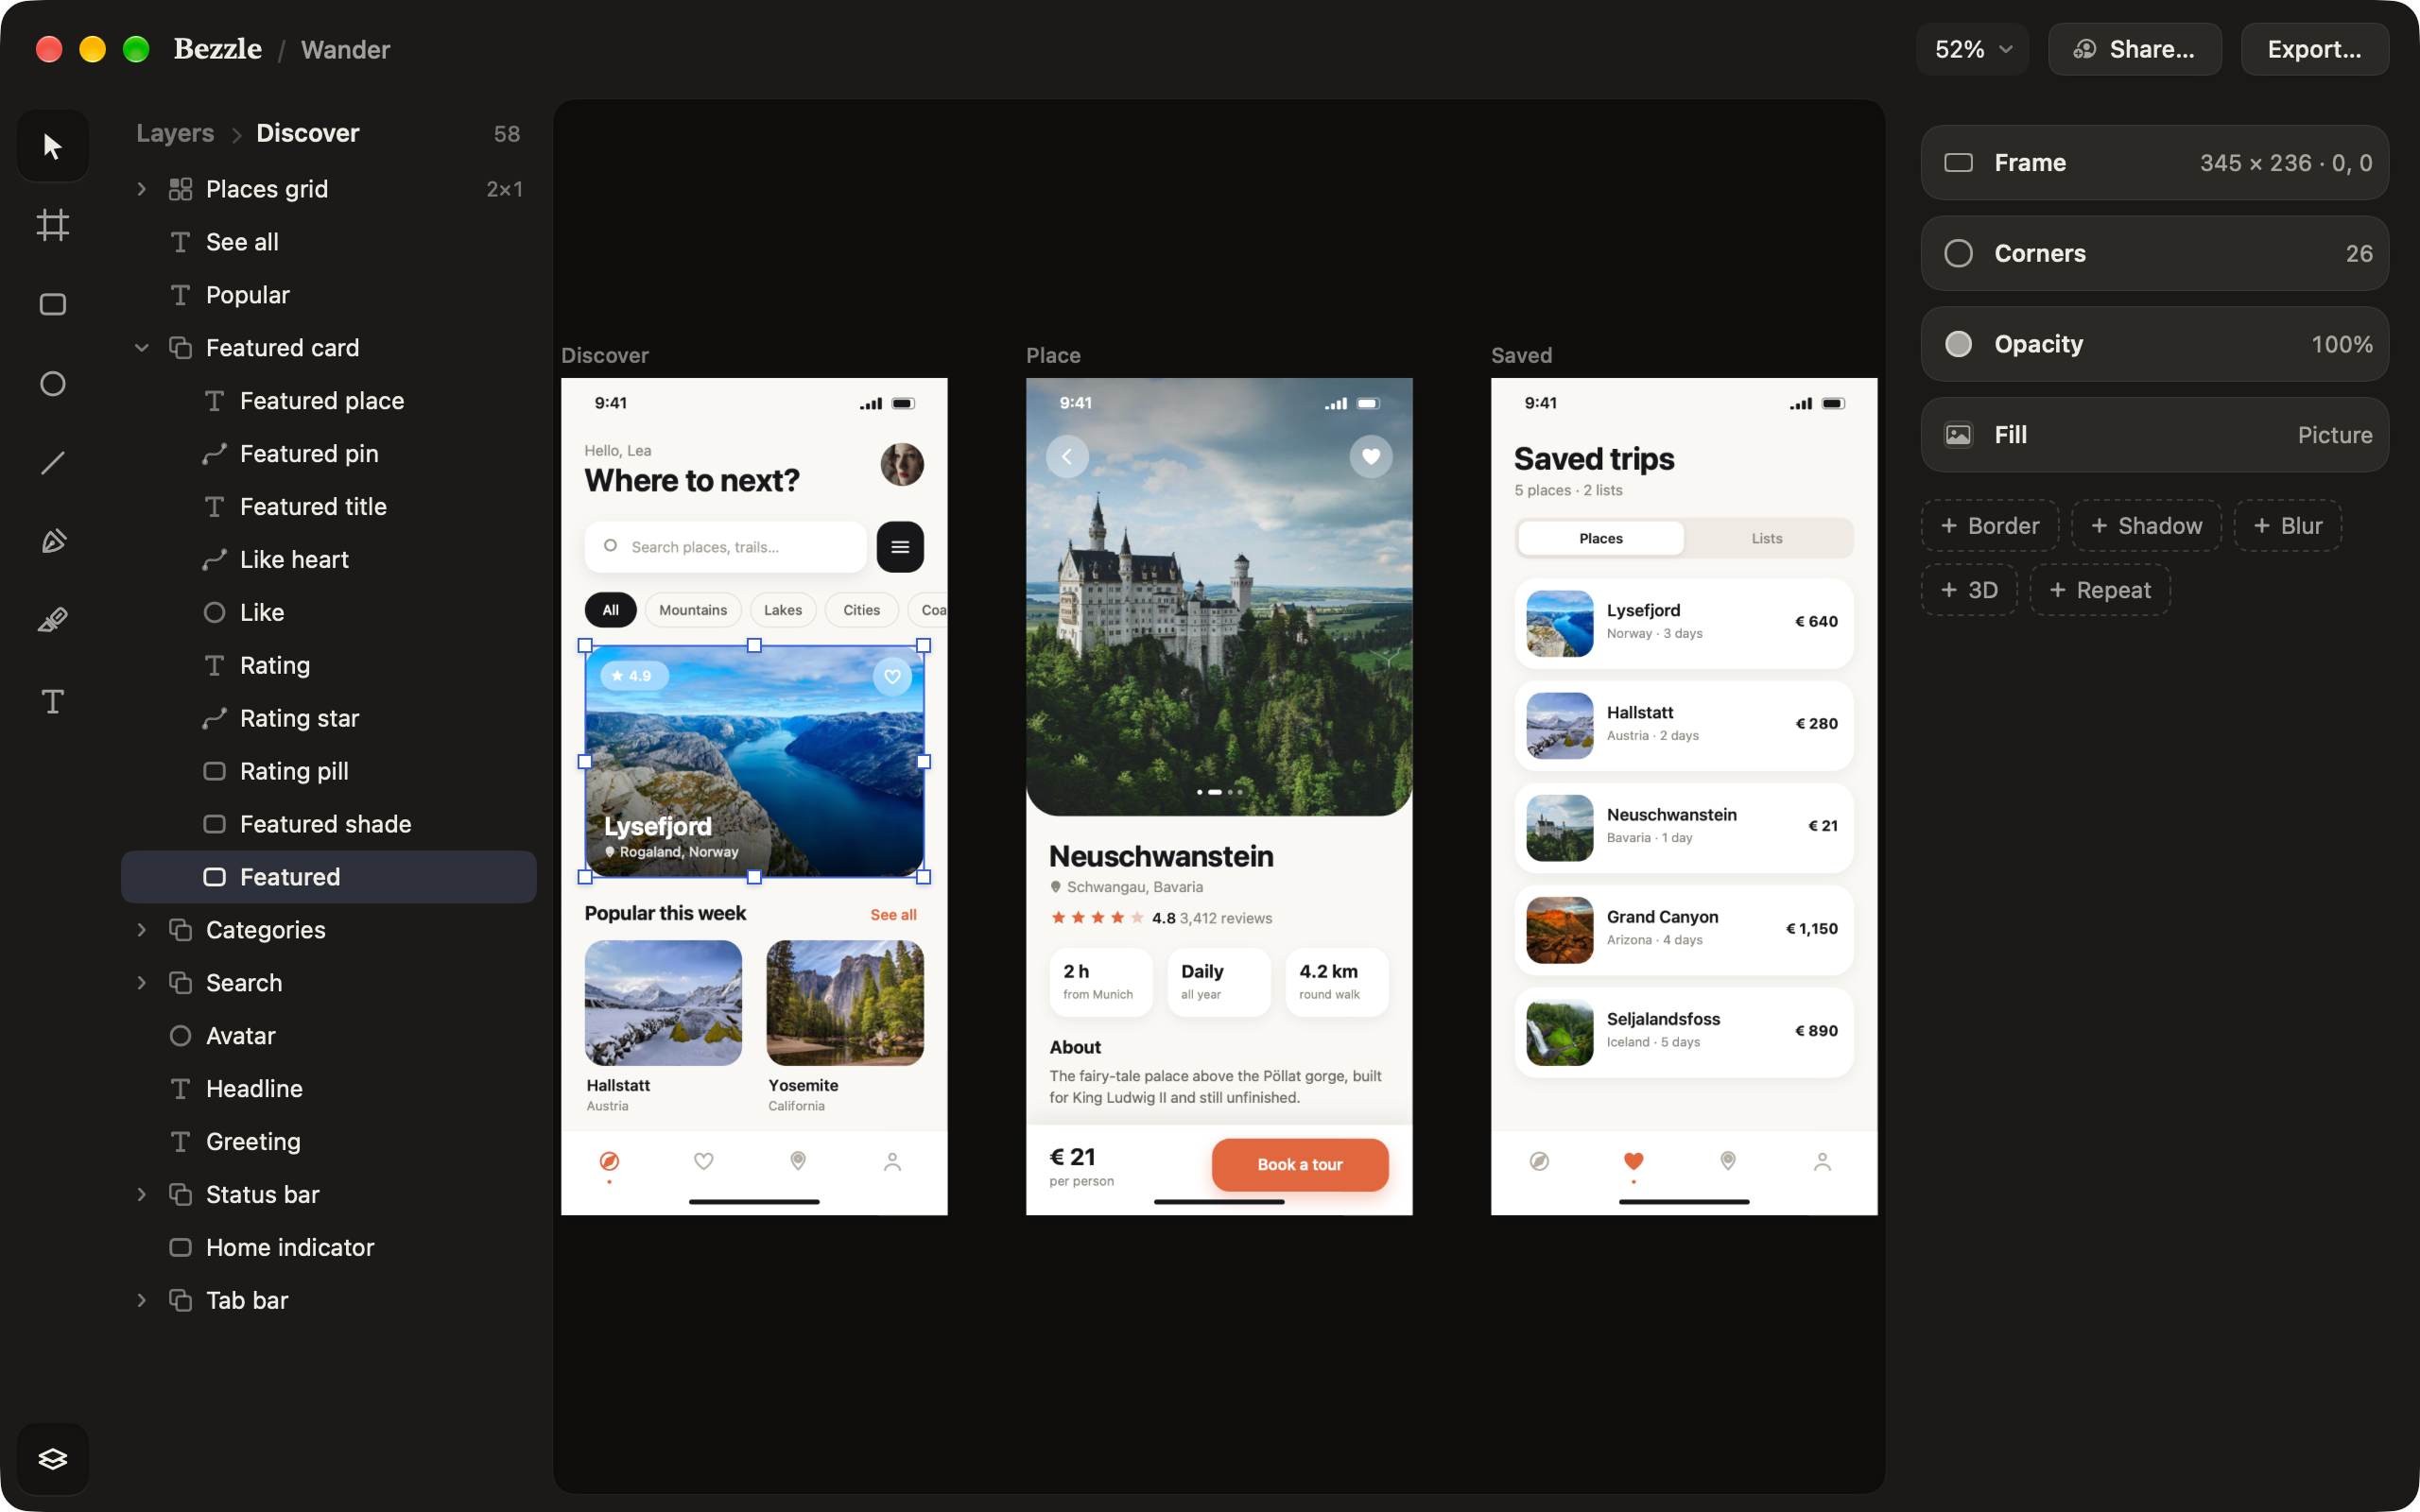 Bezzle / Wander
52%
Share...
Export...
Layers > Discover 58
Places grid 2×1
See all
Popular
Featured card
Featured place
Featured pin
Featured title
Like heart
Like
Rating
Rating star
Rating pill
Featured shade
Featured
Categories
Search
Avatar
Headline
Greeting
Status bar
Home indicator
Tab bar
Discover
9:41
Hello, Lea
Where to next?
Search places, trails...
All Mountains Lakes Cities Coa
4.9
Lysefjord
Rogaland, Norway
Popular this week See all
Hallstatt
Austria
Yosemite
California
Place
9:41
Neuschwanstein
Schwangau, Bavaria
4.8 3,412 reviews
2 h
from Munich
Daily
all year
4.2 km
round walk
About
The fairy-tale palace above the Pöllat gorge, built
for King Ludwig II and still unfinished.
€ 21
per person
Book a tour
Saved
9:41
Saved trips
5 places · 2 lists
Places Lists
Lysefjord
Norway · 3 days
€ 640
Hallstatt
Austria · 2 days
€ 280
Neuschwanstein
Bavaria · 1 day
€ 21
Grand Canyon
Arizona · 4 days
€ 1,150
Seljalandsfoss
Iceland · 5 days
€ 890
Frame 345 × 236 · 0, 0
Corners 26
Opacity 100%
Fill Picture
+ Border + Shadow + Blur
+ 3D + Repeat